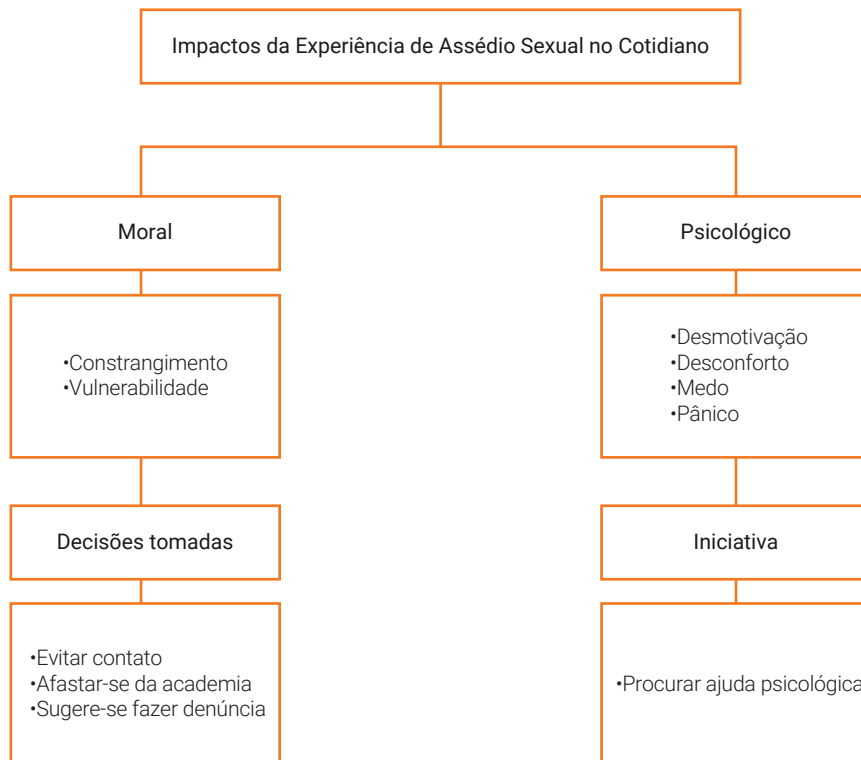 Impactos da Experiência de Assédio Sexual no Cotidiano
Moral
•Constrangimento
•Vulnerabilidade
Decisões tomadas
•Evitar contato
•Afastar-se da academia
•Sugere-se fazer denúncia
Psicológico
•Desmotivação
•Desconforto
•Medo
•Pânico
Iniciativa
•Procurar ajuda psicológica